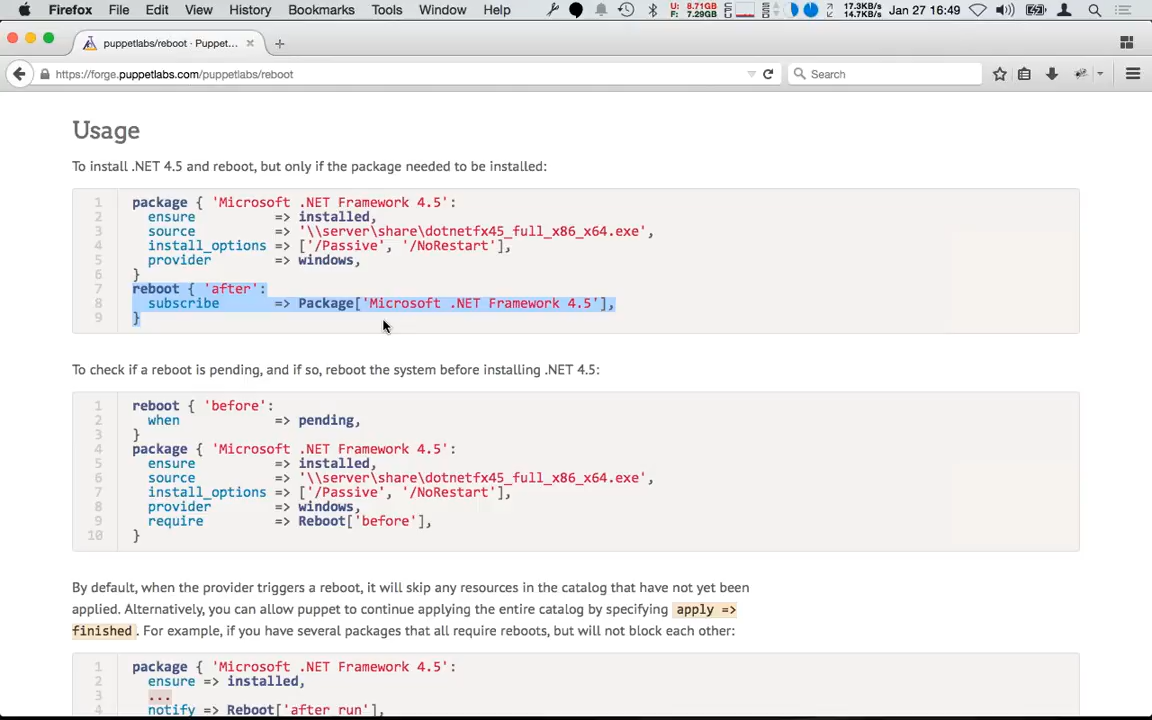 Firefox File Edit View History Bookmarks Tools Window Help U: 8.71GB F: 7.29GB 17.3KB/s 14.7KB/s Jan 27 16:49
puppetlabs/reboot · Puppet...
https://forge.puppetlabs.com/puppetlabs/reboot Search
Usage
To install .NET 4.5 and reboot, but only if the package needed to be installed:
1 package { 'Microsoft .NET Framework 4.5':
2 ensure => installed,
3 source => '\\server\share\dotnetfx45_full_x86_x64.exe',
4 install_options => ['/Passive', '/NoRestart'],
5 provider => windows,
6 }
7 reboot { 'after':
8 subscribe => Package['Microsoft .NET Framework 4.5'],
9 }
To check if a reboot is pending, and if so, reboot the system before installing .NET 4.5:
1 reboot { 'before':
2 when => pending,
3 }
4 package { 'Microsoft .NET Framework 4.5':
5 ensure => installed,
6 source => '\\server\share\dotnetfx45_full_x86_x64.exe',
7 install_options => ['/Passive', '/NoRestart'],
8 provider => windows,
9 require => Reboot['before'],
10 }
By default, when the provider triggers a reboot, it will skip any resources in the catalog that have not yet been
applied. Alternatively, you can allow puppet to continue applying the entire catalog by specifying apply =>
finished. For example, if you have several packages that all require reboots, but will not block each other:
1 package { 'Microsoft .NET Framework 4.5':
2 ensure => installed,
3 ...
4 notify => Reboot['after_run'],